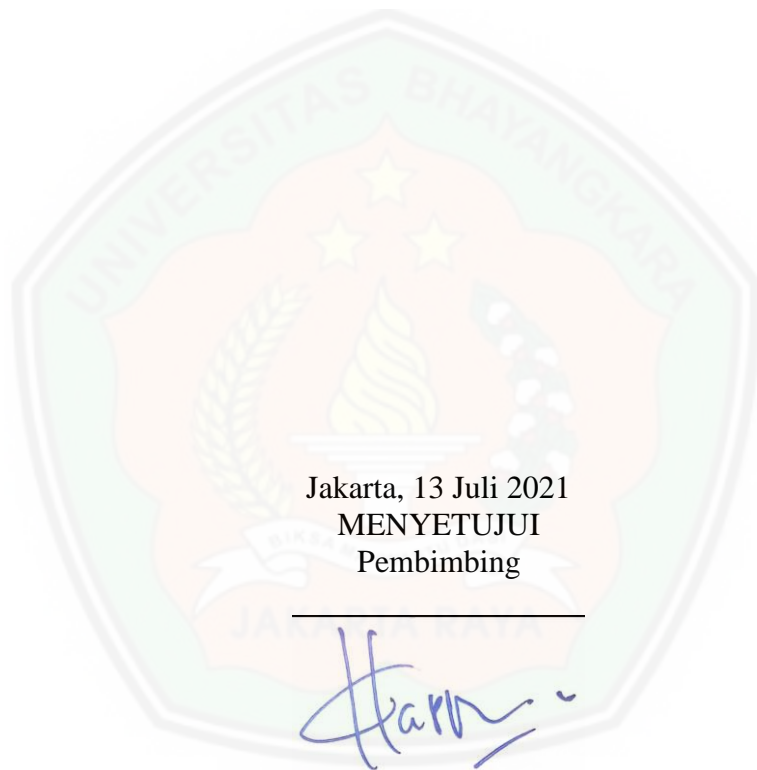 UNIVERSITAS BHAYANGKARA
Jakarta, 13 Juli 2021
MENYETUJUI
Pembimbing
JAKARTA RAYA